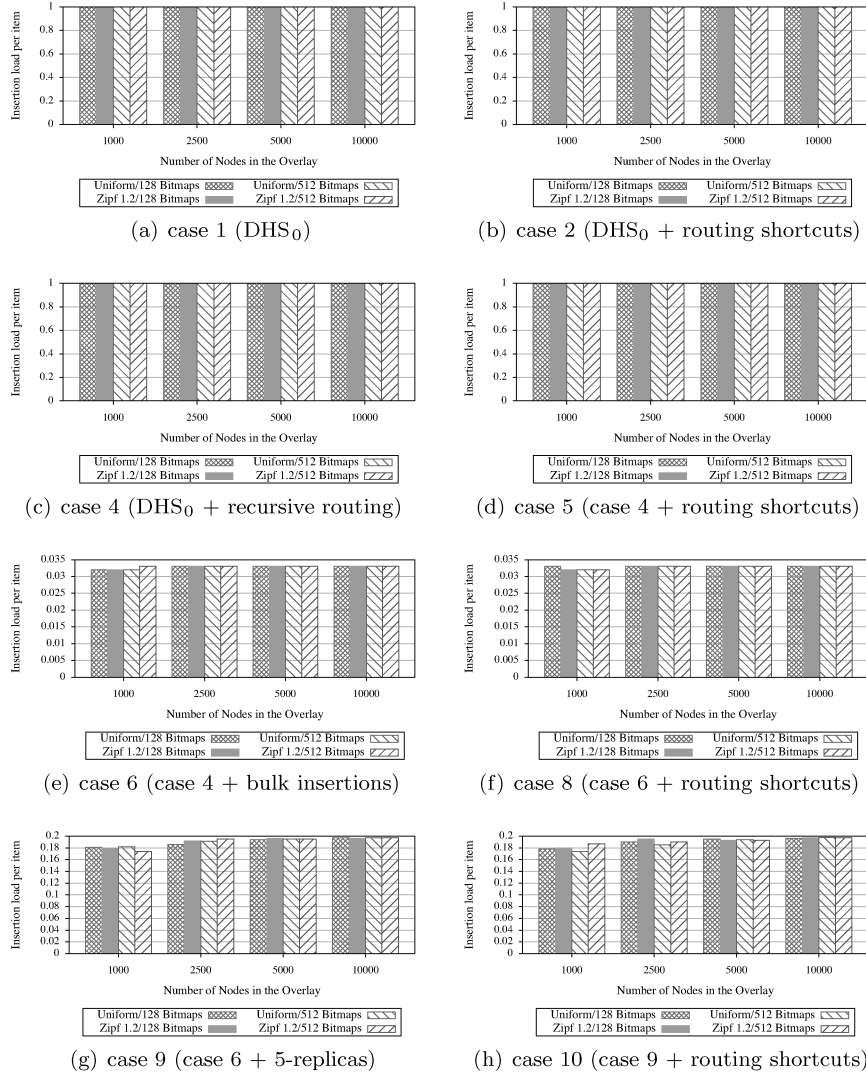 1
0.8
0.6
0.4
0.2
0
Insertion load per item
1000 2500 5000 10000
Number of Nodes in the Overlay
Uniform/128 Bitmaps Uniform/512 Bitmaps
Zipf 1.2/128 Bitmaps Zipf 1.2/512 Bitmaps
(a) case 1 (DHS₀)
1
0.8
0.6
0.4
0.2
0
Insertion load per item
1000 2500 5000 10000
Number of Nodes in the Overlay
Uniform/128 Bitmaps Uniform/512 Bitmaps
Zipf 1.2/128 Bitmaps Zipf 1.2/512 Bitmaps
(b) case 2 (DHS₀ + routing shortcuts)
1
0.8
0.6
0.4
0.2
0
Insertion load per item
1000 2500 5000 10000
Number of Nodes in the Overlay
Uniform/128 Bitmaps Uniform/512 Bitmaps
Zipf 1.2/128 Bitmaps Zipf 1.2/512 Bitmaps
(c) case 4 (DHS₀ + recursive routing)
1
0.8
0.6
0.4
0.2
0
Insertion load per item
1000 2500 5000 10000
Number of Nodes in the Overlay
Uniform/128 Bitmaps Uniform/512 Bitmaps
Zipf 1.2/128 Bitmaps Zipf 1.2/512 Bitmaps
(d) case 5 (case 4 + routing shortcuts)
0.035
0.03
0.025
0.02
0.015
0.01
0.005
0
Insertion load per item
1000 2500 5000 10000
Number of Nodes in the Overlay
Uniform/128 Bitmaps Uniform/512 Bitmaps
Zipf 1.2/128 Bitmaps Zipf 1.2/512 Bitmaps
(e) case 6 (case 4 + bulk insertions)
0.035
0.03
0.025
0.02
0.015
0.01
0.005
0
Insertion load per item
1000 2500 5000 10000
Number of Nodes in the Overlay
Uniform/128 Bitmaps Uniform/512 Bitmaps
Zipf 1.2/128 Bitmaps Zipf 1.2/512 Bitmaps
(f) case 8 (case 6 + routing shortcuts)
0.2
0.18
0.16
0.14
0.12
0.1
0.08
0.06
0.04
0.02
0
Insertion load per item
1000 2500 5000 10000
Number of Nodes in the Overlay
Uniform/128 Bitmaps Uniform/512 Bitmaps
Zipf 1.2/128 Bitmaps Zipf 1.2/512 Bitmaps
(g) case 9 (case 6 + 5-replicas)
0.2
0.18
0.16
0.14
0.12
0.1
0.08
0.06
0.04
0.02
0
Insertion load per item
1000 2500 5000 10000
Number of Nodes in the Overlay
Uniform/128 Bitmaps Uniform/512 Bitmaps
Zipf 1.2/128 Bitmaps Zipf 1.2/512 Bitmaps
(h) case 10 (case 9 + routing shortcuts)